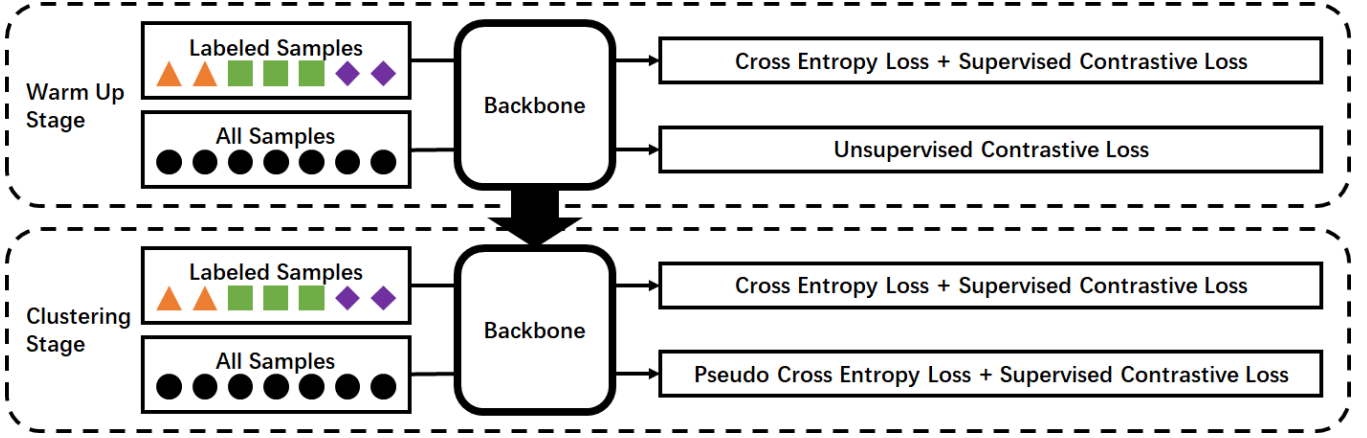 Warm Up
Stage
Labeled Samples
All Samples
Backbone
Cross Entropy Loss + Supervised Contrastive Loss
Unsupervised Contrastive Loss
Clustering
Stage
Labeled Samples
All Samples
Backbone
Cross Entropy Loss + Supervised Contrastive Loss
Pseudo Cross Entropy Loss + Supervised Contrastive Loss